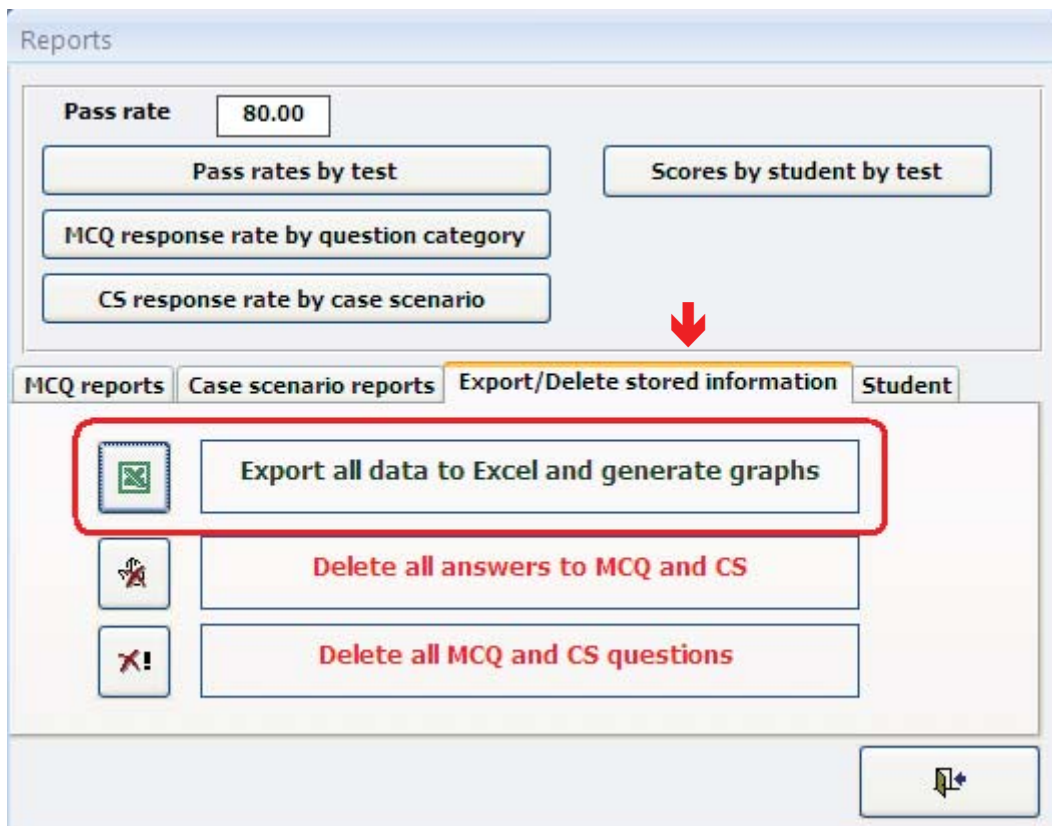 Reports
Pass rate 80.00
Pass rates by test Scores by student by test
MCQ response rate by question category
CS response rate by case scenario
MCQ reports Case scenario reports Export/Delete stored information Student
Export all data to Excel and generate graphs
Delete all answers to MCQ and CS
Delete all MCQ and CS questions